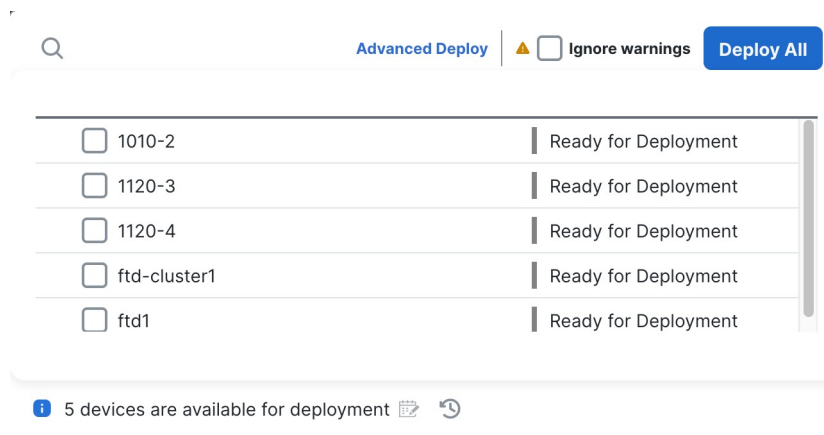 Advanced Deploy Ignore warnings Deploy All
1010-2 Ready for Deployment
1120-3 Ready for Deployment
1120-4 Ready for Deployment
ftd-cluster1 Ready for Deployment
ftd1 Ready for Deployment
5 devices are available for deployment